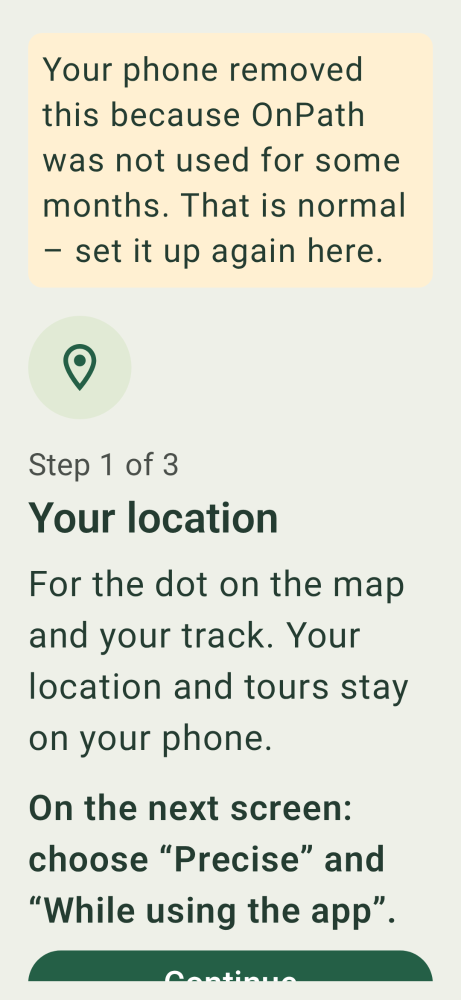 Your phone removed
this because OnPath
was not used for some
months. That is normal
– set it up again here.
Step 1 of 3
Your location
For the dot on the map
and your track. Your
location and tours stay
on your phone.
On the next screen:
choose “Precise” and
“While using the app”.
Continue